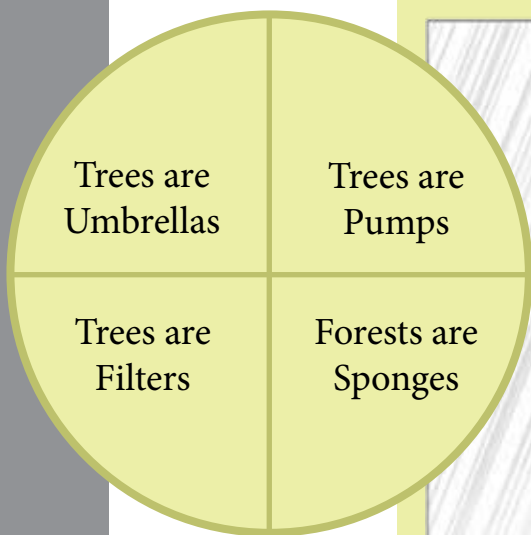 Trees are
Umbrellas
Trees are
Pumps
Trees are
Filters
Forests are
Sponges